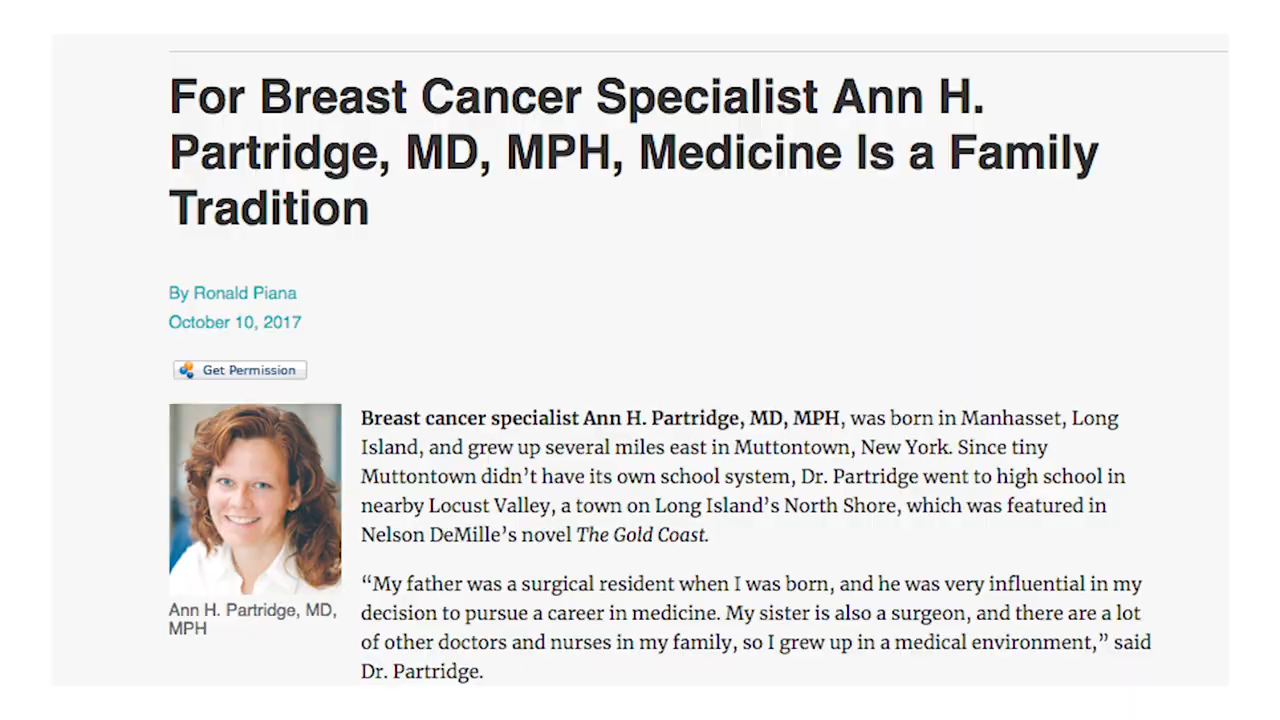 For Breast Cancer Specialist Ann H.
Partridge, MD, MPH, Medicine Is a Family
Tradition
By Ronald Piana
October 10, 2017
Get Permission
Breast cancer specialist Ann H. Partridge, MD, MPH, was born in Manhasset, Long
Island, and grew up several miles east in Muttontown, New York. Since tiny
Muttontown didn’t have its own school system, Dr. Partridge went to high school in
nearby Locust Valley, a town on Long Island’s North Shore, which was featured in
Nelson DeMille’s novel The Gold Coast.
“My father was a surgical resident when I was born, and he was very influential in my
decision to pursue a career in medicine. My sister is also a surgeon, and there are a lot
of other doctors and nurses in my family, so I grew up in a medical environment,” said
Dr. Partridge.
Ann H. Partridge, MD,
MPH